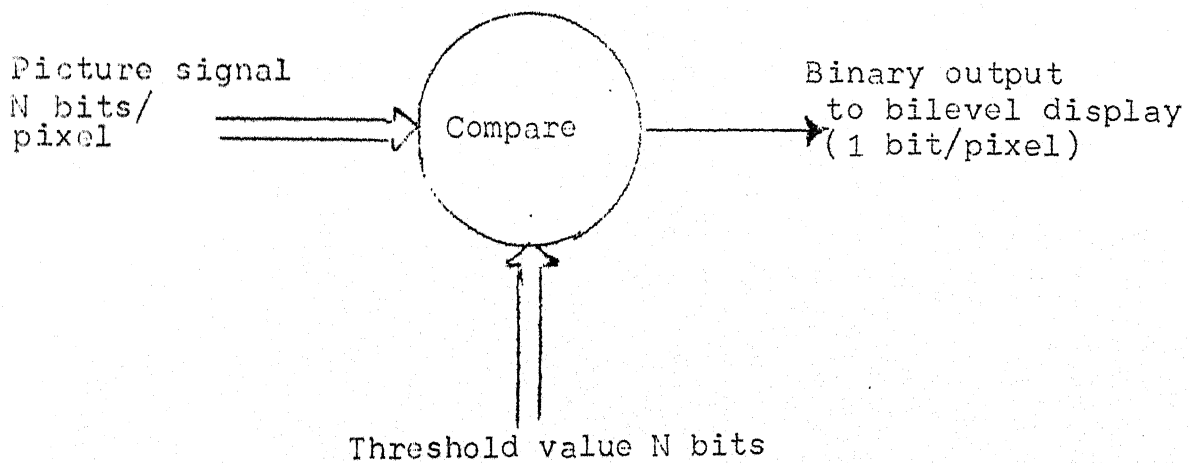 Picture signal
N bits/
pixel
Compare
Binary output
to bilevel display
(1 bit/pixel)
Threshold value N bits